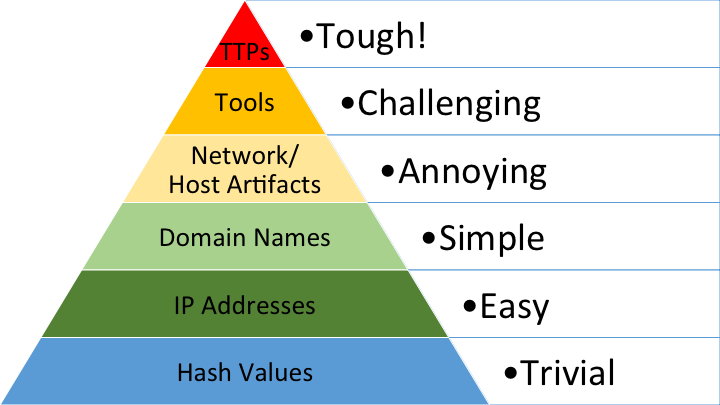 TTPs
•Tough!
Tools
•Challenging
Network/
Host Artifacts
•Annoying
Domain Names
•Simple
IP Addresses
•Easy
Hash Values
•Trivial